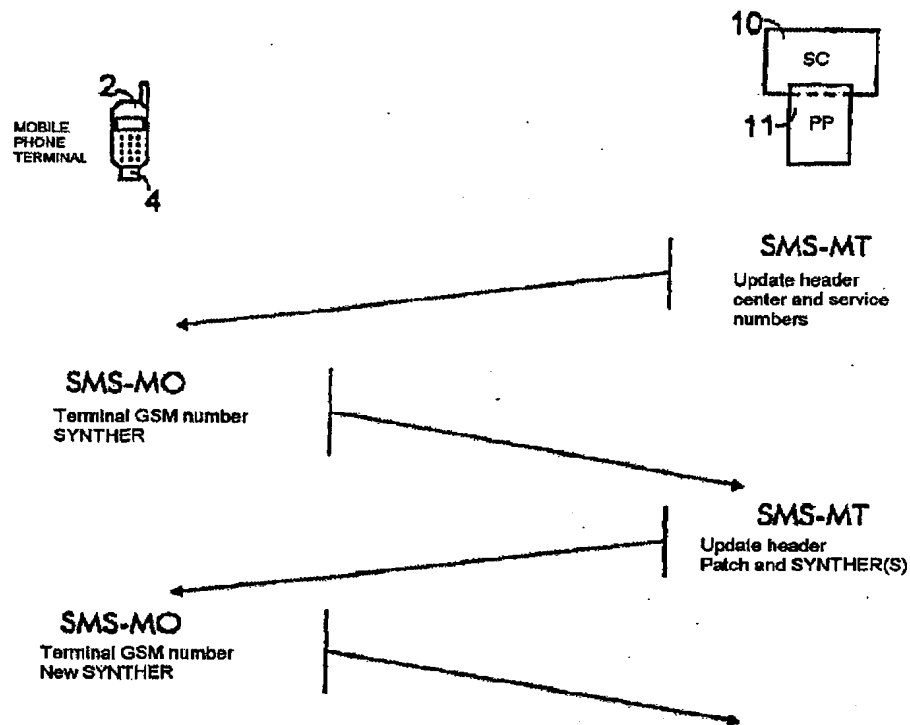 10
SC
2
11
PP
MOBILE
PHONE
TERMINAL
4
SMS-MT
Update header
center and service
numbers
SMS-MO
Terminal GSM number
SYNTHER
SMS-MT
Update header
Patch and SYNTHER(S)
SMS-MO
Terminal GSM number
New SYNTHER